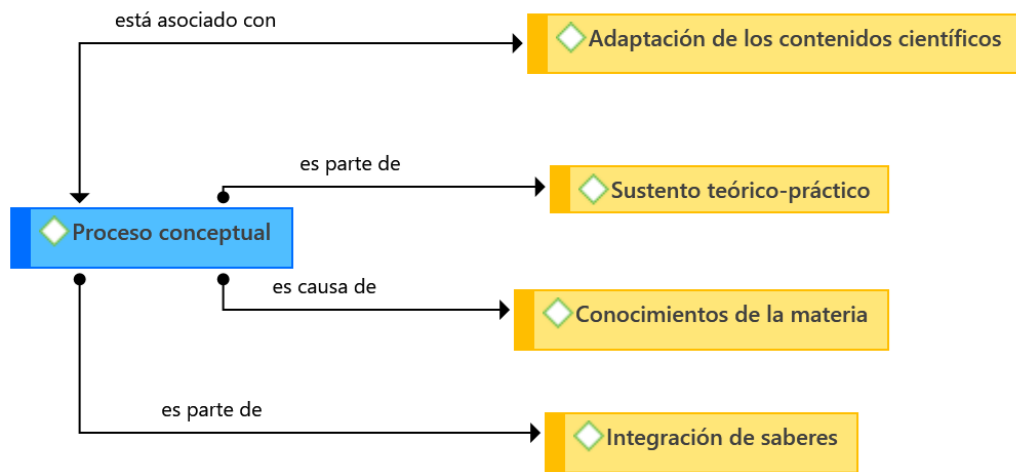 está asociado con
Adaptación de los contenidos científicos
es parte de
Sustento teórico-práctico
Proceso conceptual
es causa de
Conocimientos de la materia
es parte de
Integración de saberes